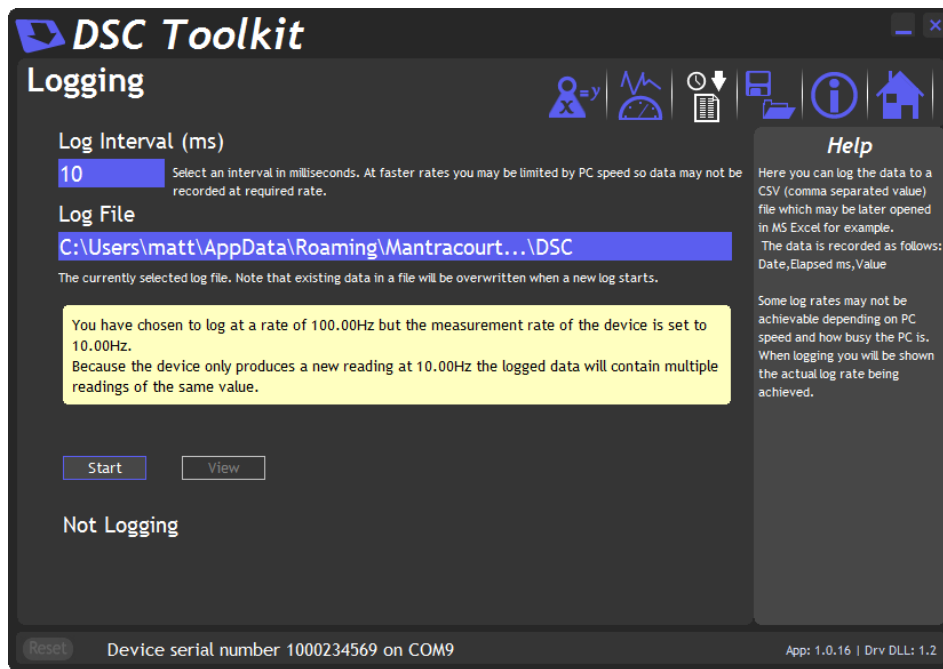 DSC Toolkit
Logging
x
=y
Log Interval (ms)
10
Select an interval in milliseconds. At faster rates you may be limited by PC speed so data may not be
recorded at required rate.
Log File
C:\Users\matt\AppData\Roaming\Mantracourt...\DSC
The currently selected log file. Note that existing data in a file will be overwritten when a new log starts.
You have chosen to log at a rate of 100.00Hz but the measurement rate of the device is set to
10.00Hz.
Because the device only produces a new reading at 10.00Hz the logged data will contain multiple
readings of the same value.
Start
View
Not Logging
Help
Here you can log the data to a
CSV (comma separated value)
file which may be later opened
in MS Excel for example.
The data is recorded as follows:
Date,Elapsed ms,Value
Some log rates may not be
achievable depending on PC
speed and how busy the PC is.
When logging you will be shown
the actual log rate being
achieved.
Reset
Device serial number 1000234569 on COM9
App: 1.0.16 | Drv DLL: 1.2